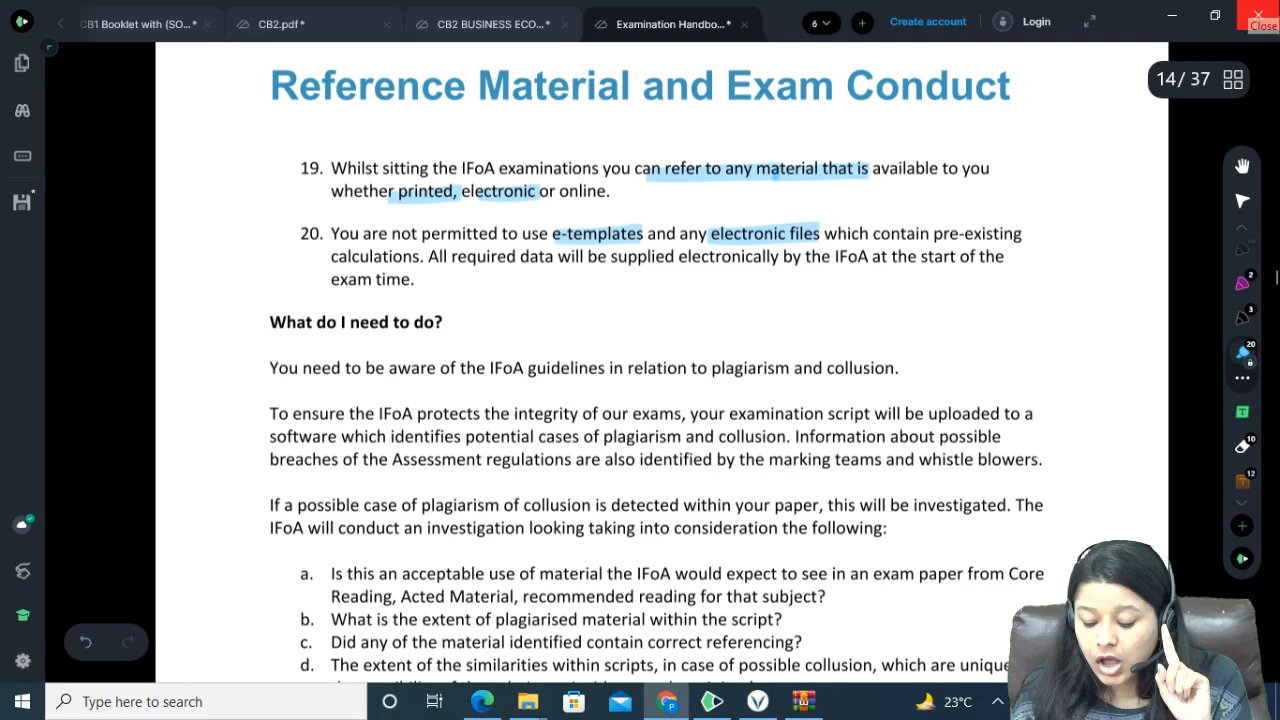 CB1 Booklet with (SO...*
CB2.pdf*
CB2 BUSINESS ECO...*
Examination Handbo...*
6
Create account
Login
Close
Reference Material and Exam Conduct
14/ 37
19. Whilst sitting the IFoA examinations you can refer to any material that is available to you
whether printed, electronic or online.
20. You are not permitted to use e-templates and any electronic files which contain pre-existing
calculations. All required data will be supplied electronically by the IFoA at the start of the
exam time.
What do I need to do?
You need to be aware of the IFoA guidelines in relation to plagiarism and collusion.
To ensure the IFoA protects the integrity of our exams, your examination script will be uploaded to a
software which identifies potential cases of plagiarism and collusion. Information about possible
breaches of the Assessment regulations are also identified by the marking teams and whistle blowers.
If a possible case of plagiarism of collusion is detected within your paper, this will be investigated. The
IFoA will conduct an investigation looking taking into consideration the following:
a. Is this an acceptable use of material the IFoA would expect to see in an exam paper from Core
Reading, Acted Material, recommended reading for that subject?
b. What is the extent of plagiarised material within the script?
c. Did any of the material identified contain correct referencing?
d. The extent of the similarities within scripts, in case of possible collusion, which are unique
2
3
20
10
12
Type here to search
23°C